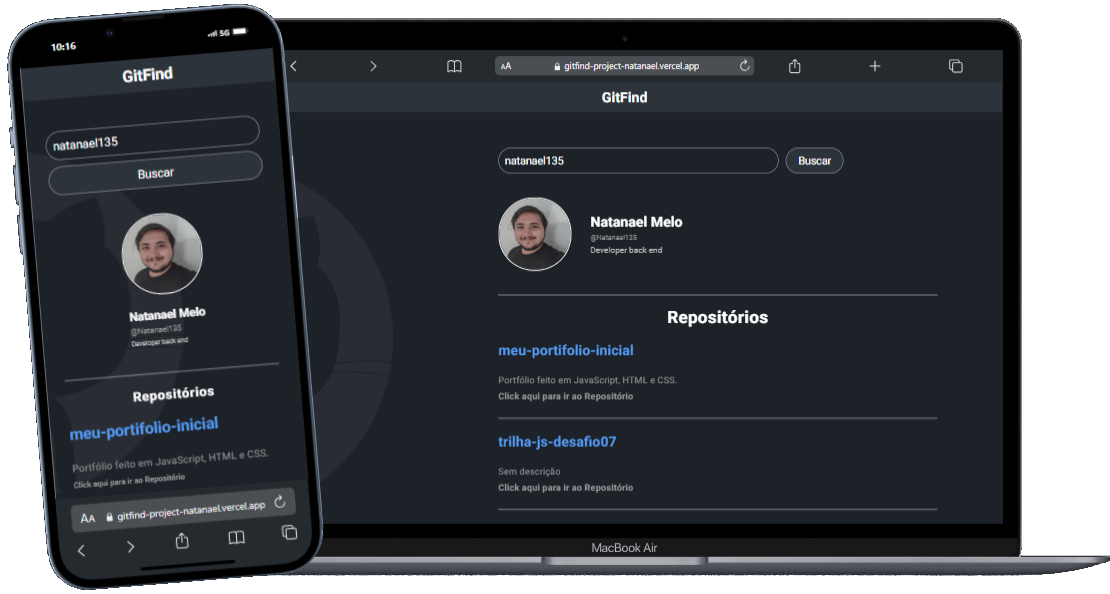 10:16
5G
GitFind
natanael135
Buscar
Natanael Melo
@Natanael135
Developer back end
Repositórios
meu-portifolio-inicial
Portfólio feito em JavaScript, HTML e CSS.
Click aqui para ir ao Repositório
AA gitfind-project-natanael.vercel.app
AA gitfind-project-natanael.vercel.app
GitFind
natanael135 Buscar
Natanael Melo
@Natanael135
Developer back end
Repositórios
meu-portifolio-inicial
Portfólio feito em JavaScript, HTML e CSS.
Click aqui para ir ao Repositório
trilha-js-desafio07
Sem descrição
Click aqui para ir ao Repositório
MacBook Air